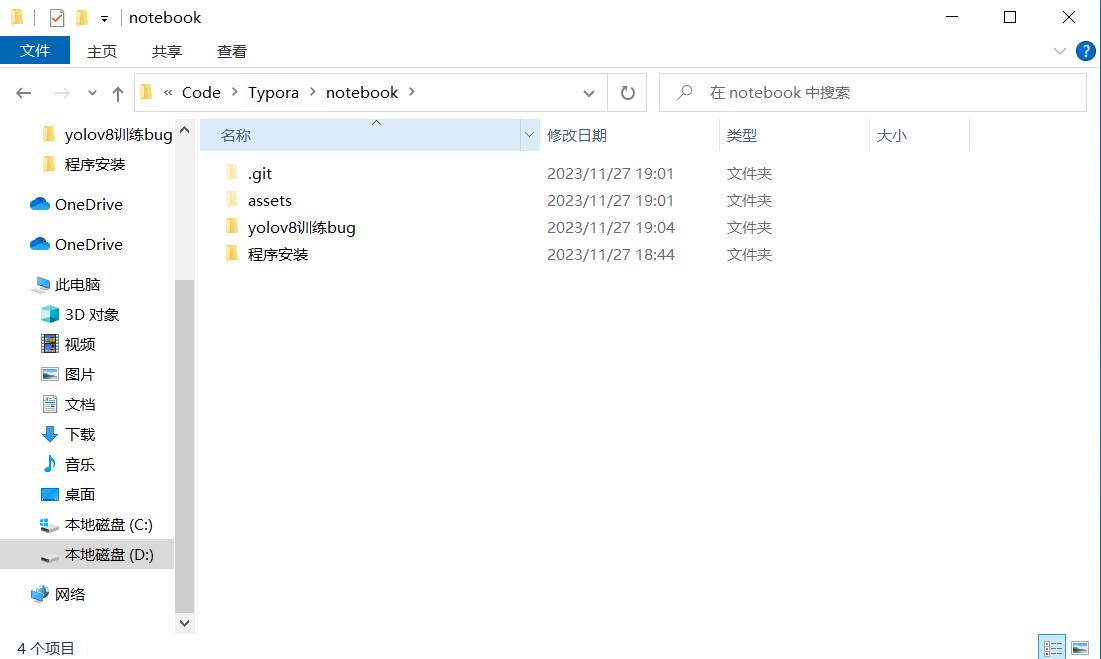 notebook
文件 主页 共享 查看
« Code > Typora > notebook > 在 notebook 中搜索
yolov8训练bug
程序安装
OneDrive
OneDrive
此电脑
3D 对象
视频
图片
文档
下载
音乐
桌面
本地磁盘 (C:)
本地磁盘 (D:)
网络
名称 修改日期 类型 大小
.git 2023/11/27 19:01 文件夹
assets 2023/11/27 19:01 文件夹
yolov8训练bug 2023/11/27 19:04 文件夹
程序安装 2023/11/27 18:44 文件夹
4 个项目